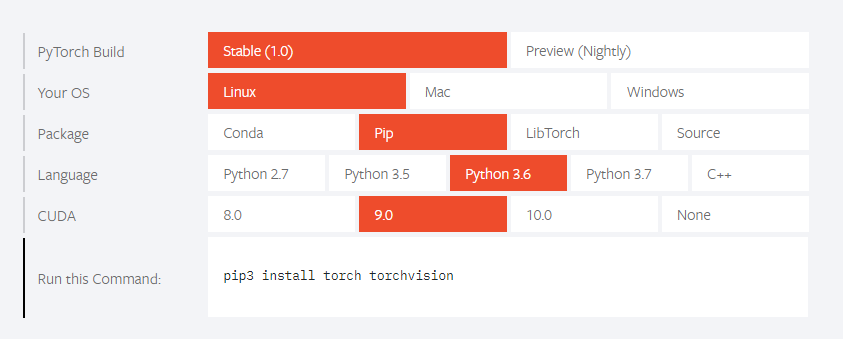 PyTorch Build Stable (1.0) Preview (Nightly)
Your OS Linux Mac Windows
Package Conda Pip LibTorch Source
Language Python 2.7 Python 3.5 Python 3.6 Python 3.7 C++
CUDA 8.0 9.0 10.0 None
Run this Command: pip3 install torch torchvision